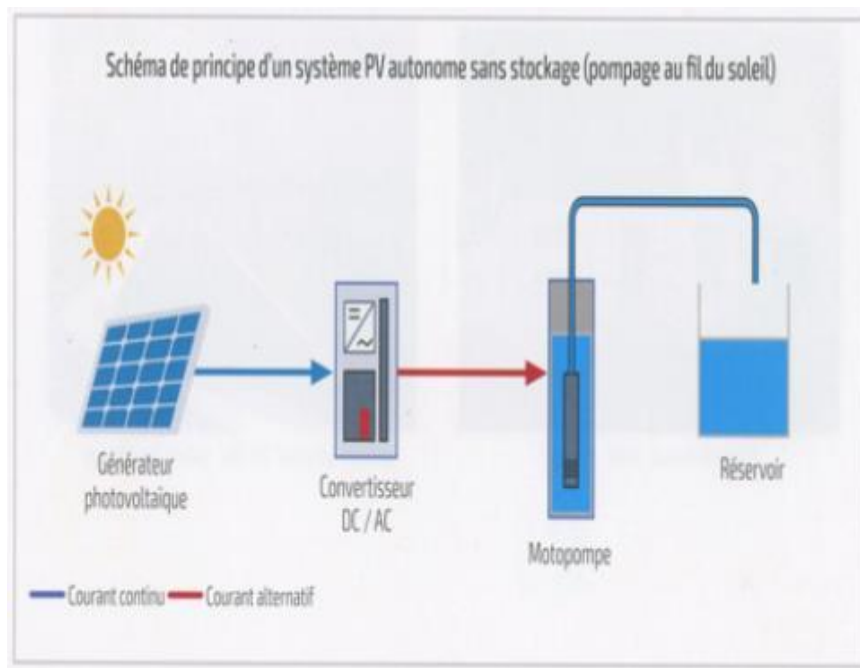 Schéma de principe d'un système PV autonome sans stockage (pompage au fil du soleil)
Générateur
photovoltaïque
Convertisseur
DC / AC
Motopompe
Réservoir
Courant continu
Courant alternatif